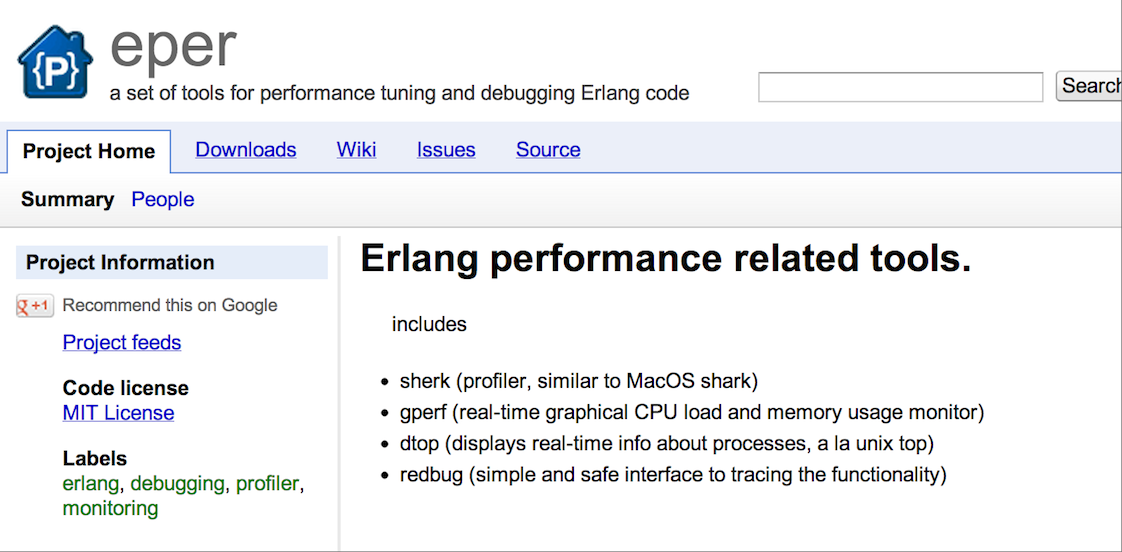 {P}
eper
a set of tools for performance tuning and debugging Erlang code
Search
Project Home Downloads Wiki Issues Source
Summary People
Project Information
g +1 Recommend this on Google
Project feeds
Code license
MIT License
Labels
erlang, debugging, profiler,
monitoring
Erlang performance related tools.
includes
• sherk (profiler, similar to MacOS shark)
• gperf (real-time graphical CPU load and memory usage monitor)
• dtop (displays real-time info about processes, a la unix top)
• redbug (simple and safe interface to tracing the functionality)